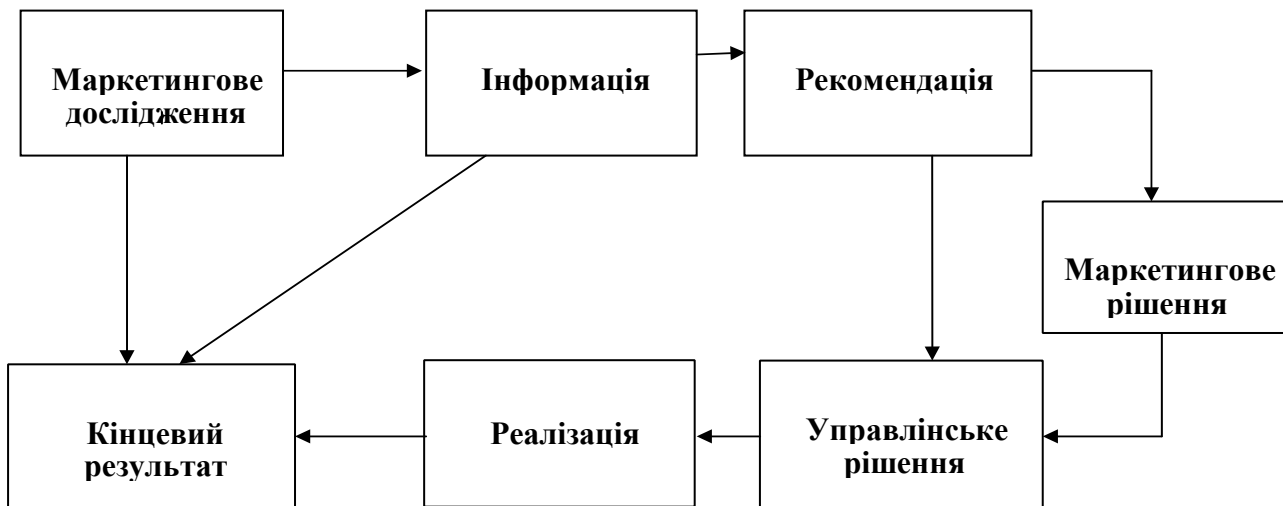 Маркетингове
дослідження
Інформація
Рекомендація
Маркетингове
рішення
Кінцевий
результат
Реалізація
Управлінське
рішення